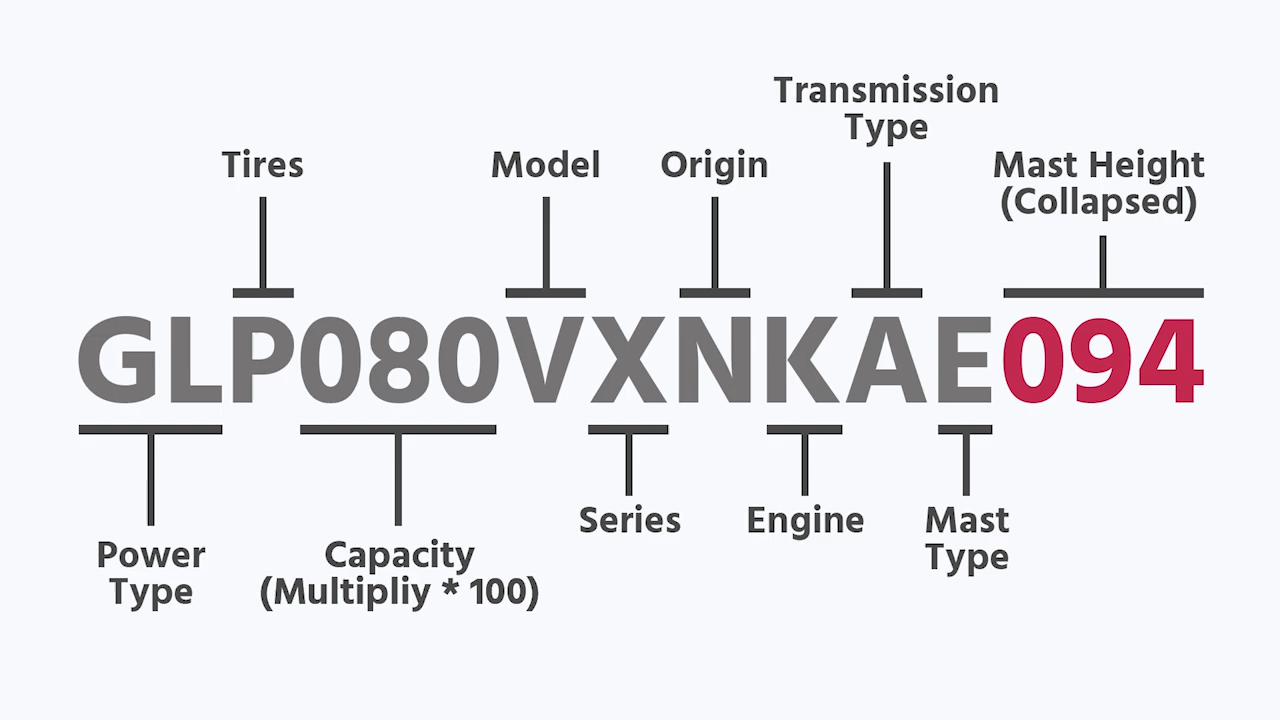 Transmission
Type
Tires
Model
Origin
Mast Height
(Collapsed)
GLP080VXNKAE094
Series
Engine
Mast
Type
Power
Type
Capacity
(Multipliy * 100)